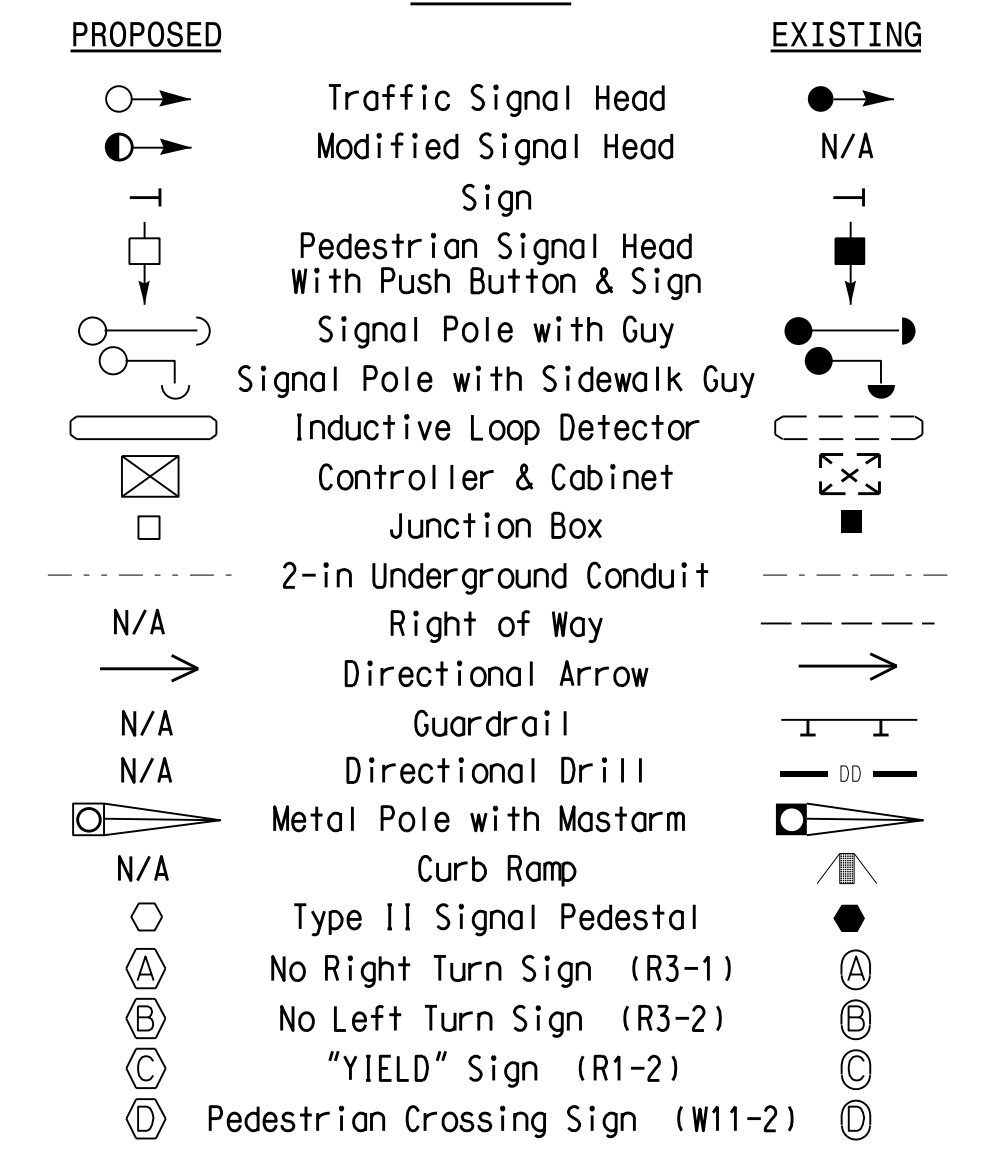 PROPOSED EXISTING
Traffic Signal Head
Modified Signal Head N/A
Sign
Pedestrian Signal Head
With Push Button & Sign
Signal Pole with Guy
Signal Pole with Sidewalk Guy
Inductive Loop Detector
Controller & Cabinet
Junction Box
2-in Underground Conduit
N/A Right of Way
Directional Arrow
N/A Guardrail
N/A Directional Drill DD
Metal Pole with Mastarm
N/A Curb Ramp
Type II Signal Pedestal
A No Right Turn Sign (R3-1) A
B No Left Turn Sign (R3-2) B
C "YIELD" Sign (R1-2) C
D Pedestrian Crossing Sign (W11-2) D